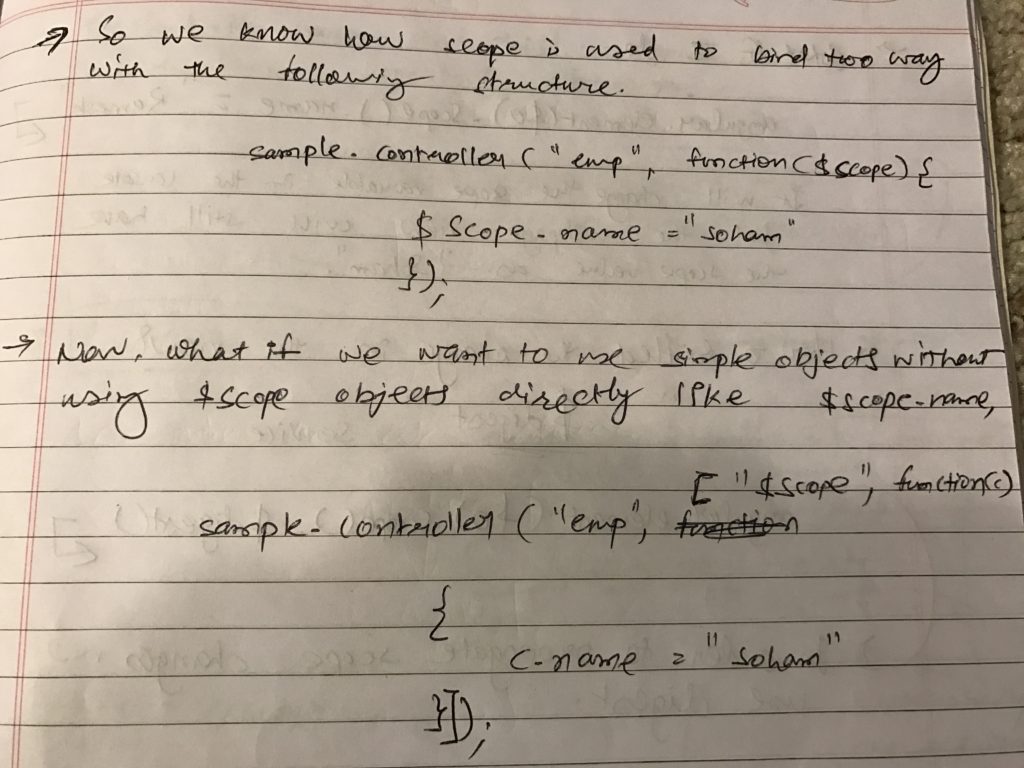 → So we know how scope is used to bind two way
with the following structure.
sample. controller ("emp", function($scope) {
$ Scope. name = "soham"
});
→ Now, what if we want to use simple objects without
using $scope objects directly like $scope.name,
["$scope", function(c)
sample. controller ("emp", function
{
c.name = "soham"
}]);